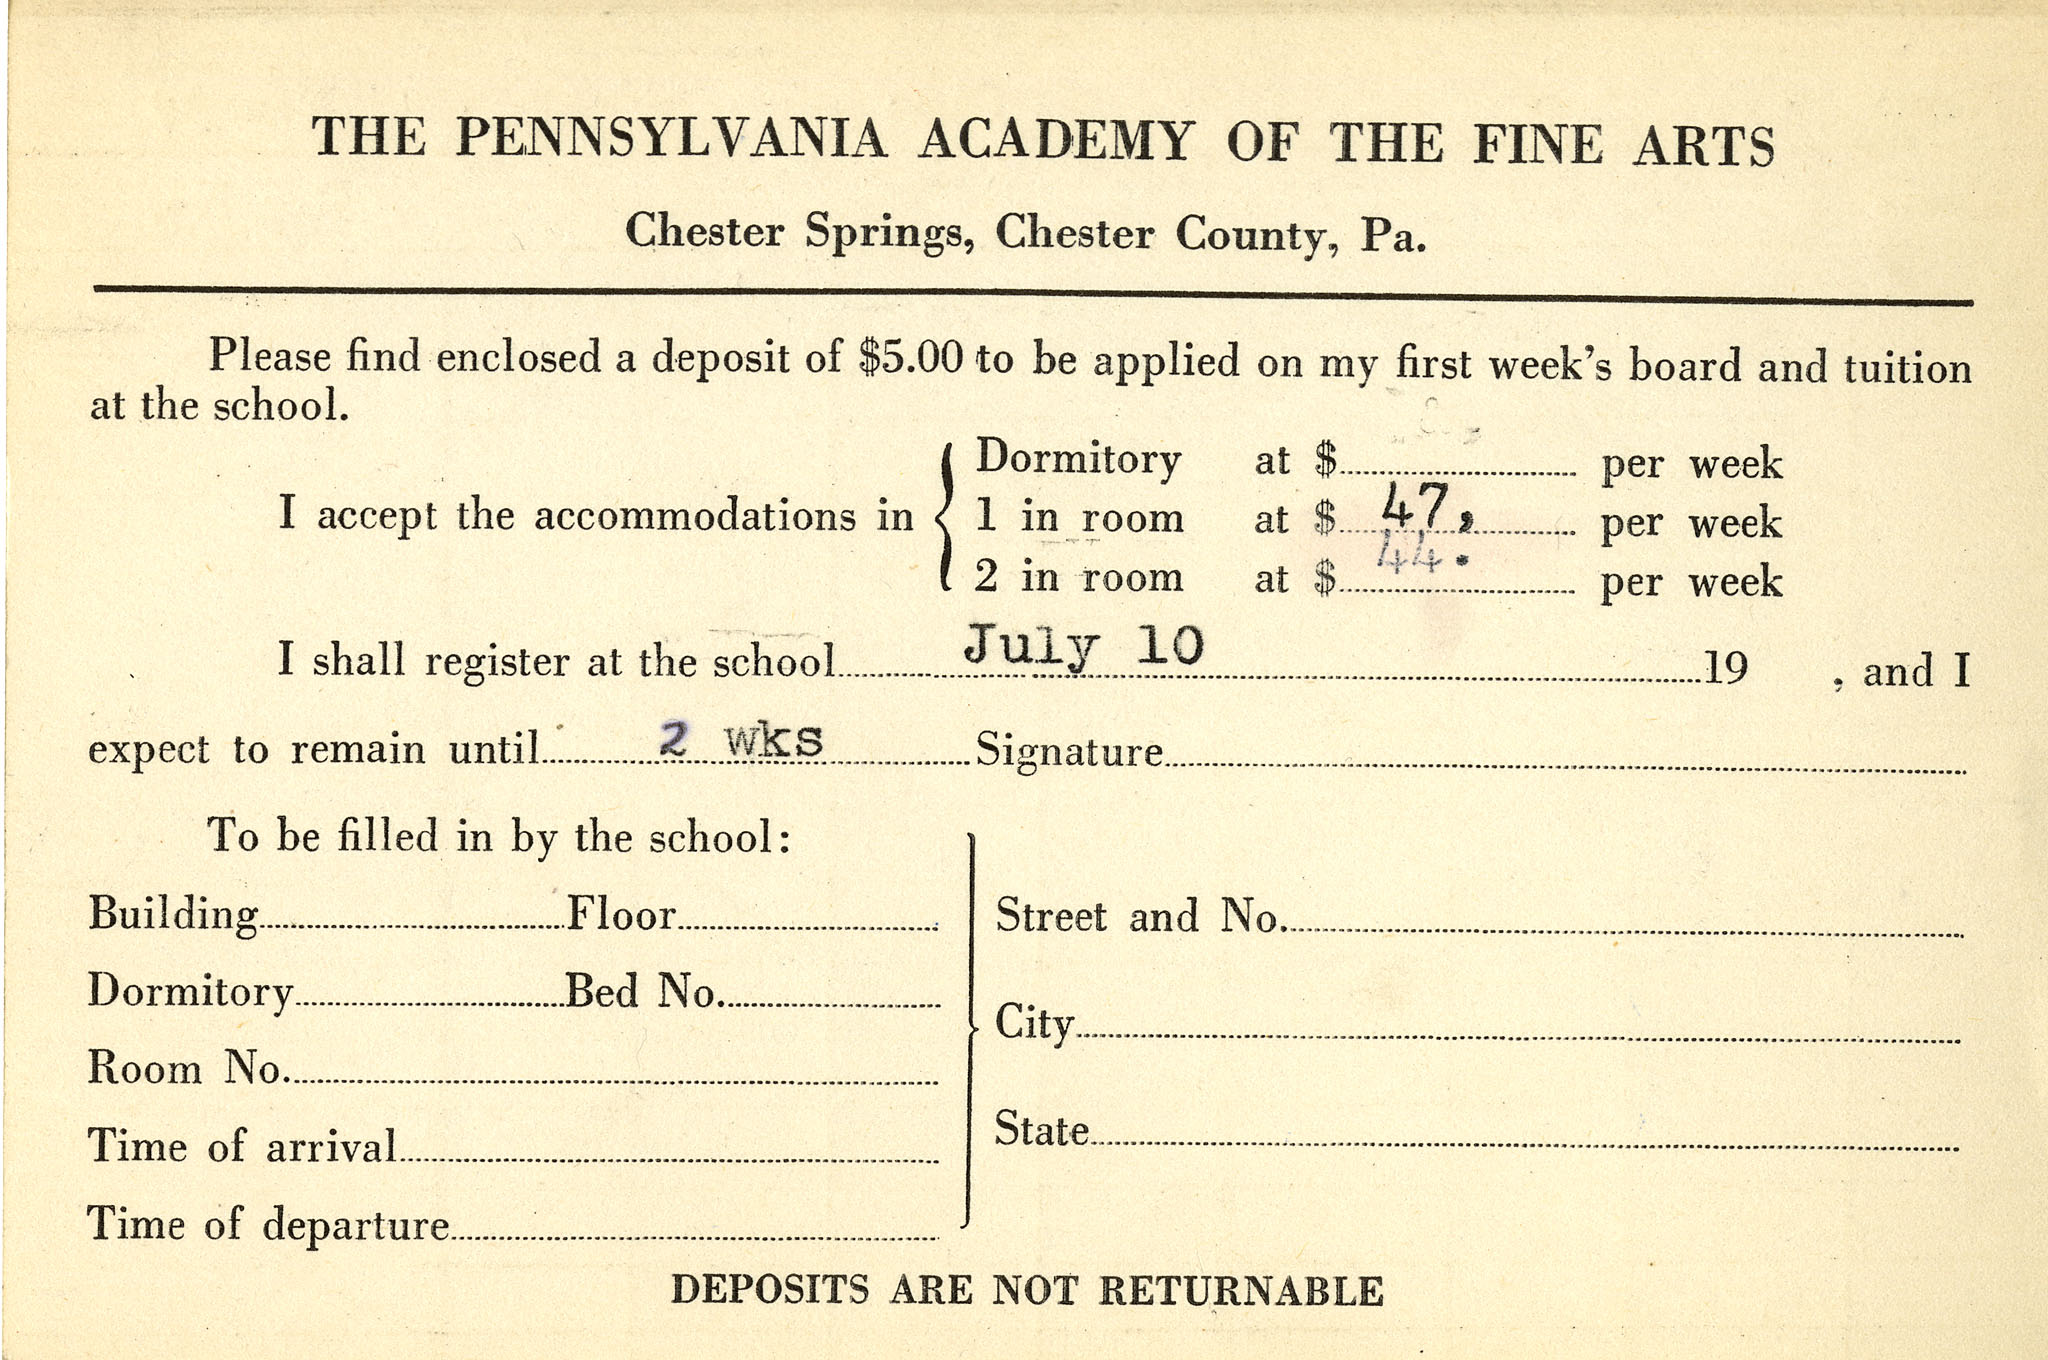 THE PENNSYLVANIA ACADEMY OF THE FINE ARTS
Chester Springs, Chester County, Pa.
Please find enclosed a deposit of $5.00 to be applied on my first week's board and tuition
at the school.
Dormitory at $ per week
I accept the accommodations in 1 in room at $ 47, per week
2 in room at $ 44. per week
I shall register at the school July 10 19 , and I
expect to remain until 2 wks Signature
To be filled in by the school:
Building Floor
Dormitory Bed No.
Room No.
Time of arrival
Time of departure
Street and No.
City
State
DEPOSITS ARE NOT RETURNABLE